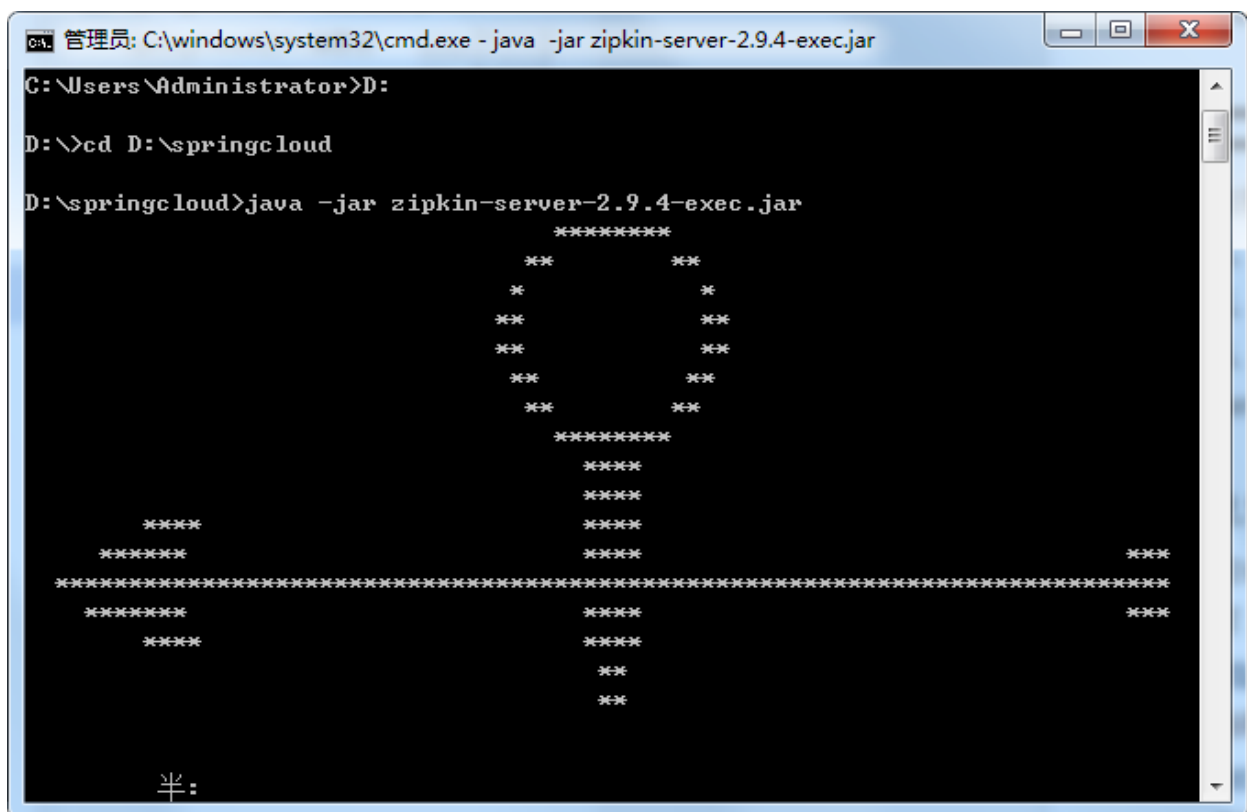 管理员: C:\windows\system32\cmd.exe - java  -jar zipkin-server-2.9.4-exec.jar
C:\Users\Administrator>D:
D:\>cd D:\springcloud
D:\springcloud>java -jar zipkin-server-2.9.4-exec.jar
********
**        **
*            *
**            **
**            **
**          **
**        **
********
****
****
****                          ****
******                           ****                                 ***
****************************************************************************
*******                           ****                                 ***
****                              ****
**
**
半: